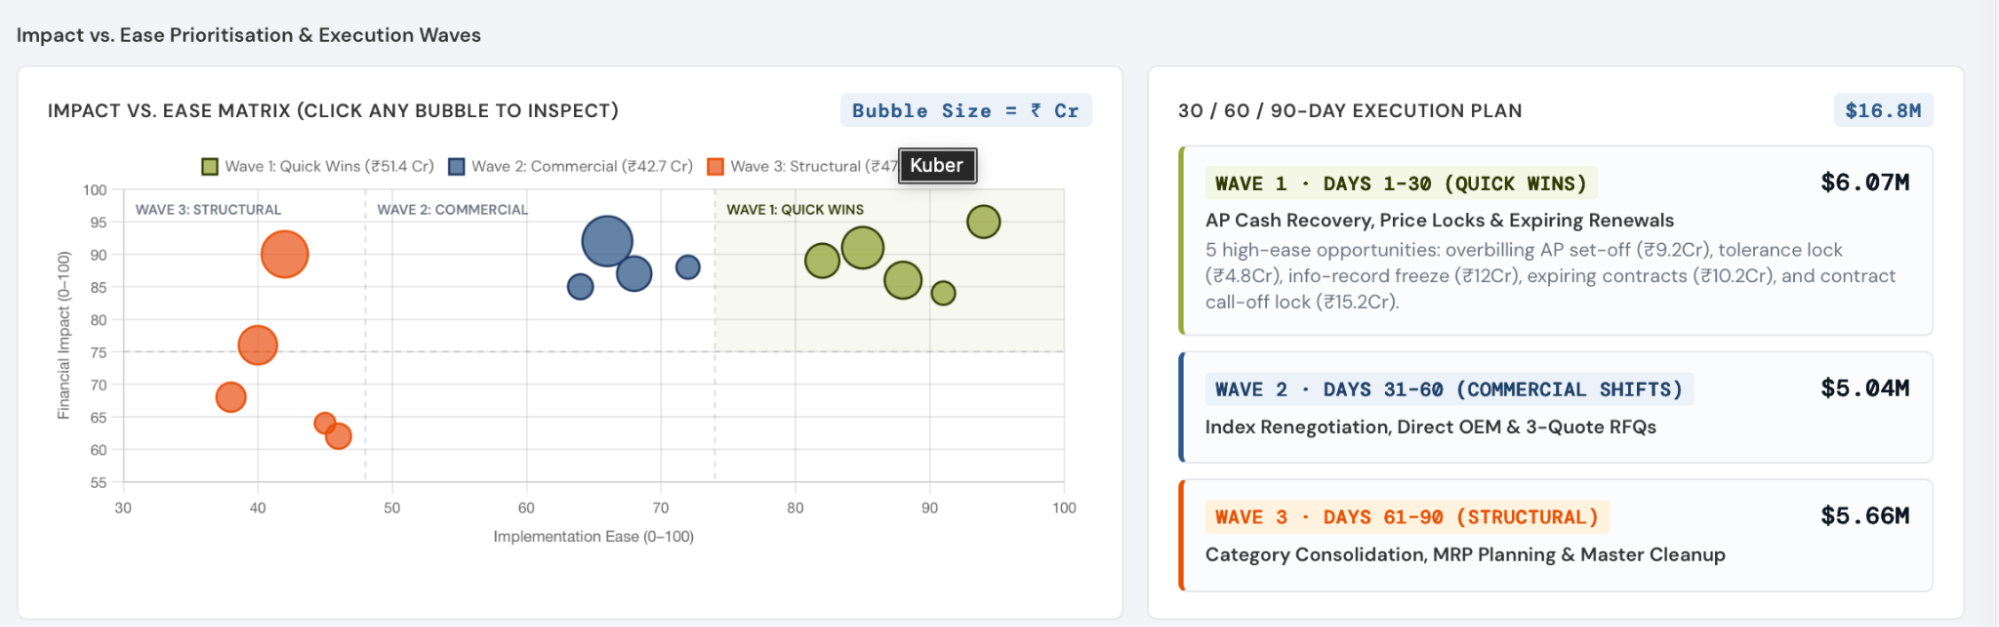 Impact vs. Ease Prioritisation & Execution Waves
IMPACT VS. EASE MATRIX (CLICK ANY BUBBLE TO INSPECT)
Bubble Size = ₹ Cr
Wave 1: Quick Wins (₹51.4 Cr)
Wave 2: Commercial (₹42.7 Cr)
Wave 3: Structural (₹47
Kuber
WAVE 3: STRUCTURAL
WAVE 2: COMMERCIAL
WAVE 1: QUICK WINS
Financial Impact (0–100)
100
95
90
85
80
75
70
65
60
55
30
40
50
60
70
80
90
100
Implementation Ease (0–100)
30 / 60 / 90-DAY EXECUTION PLAN
$16.8M
WAVE 1 · DAYS 1-30 (QUICK WINS)
$6.07M
AP Cash Recovery, Price Locks & Expiring Renewals
5 high-ease opportunities: overbilling AP set-off (₹9.2Cr), tolerance lock
(₹4.8Cr), info-record freeze (₹12Cr), expiring contracts (₹10.2Cr), and contract
call-off lock (₹15.2Cr).
WAVE 2 · DAYS 31-60 (COMMERCIAL SHIFTS)
$5.04M
Index Renegotiation, Direct OEM & 3-Quote RFQs
WAVE 3 · DAYS 61-90 (STRUCTURAL)
$5.66M
Category Consolidation, MRP Planning & Master Cleanup